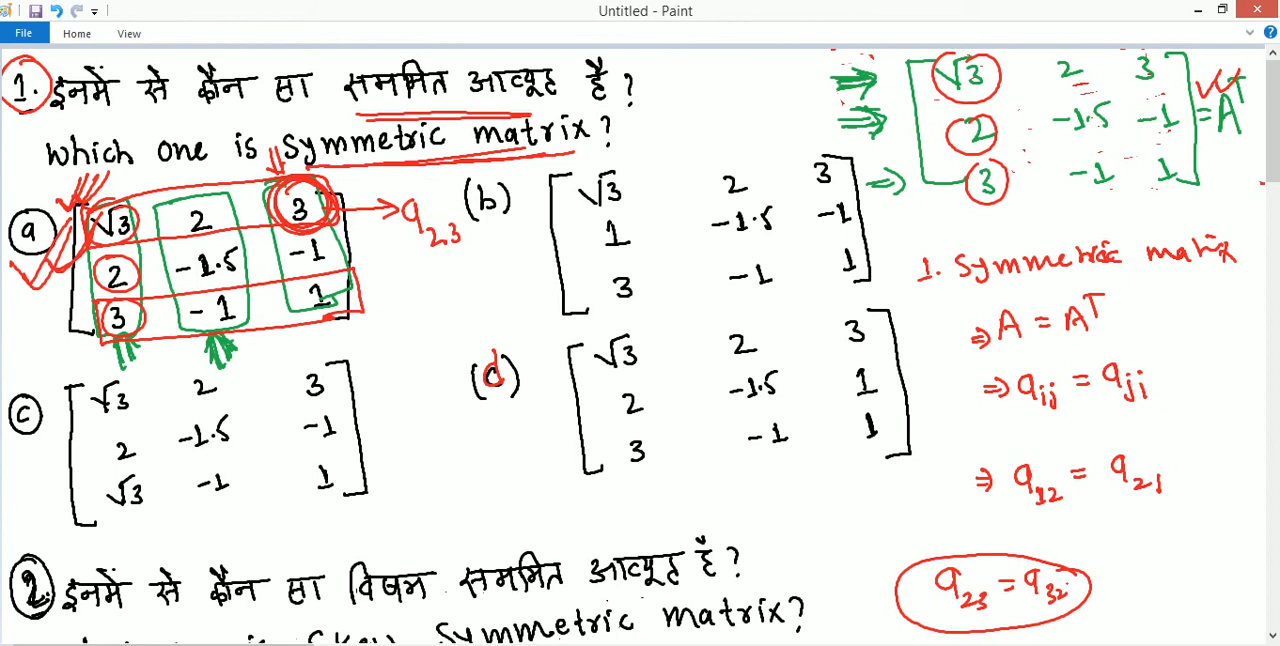 Untitled - Paint
File Home View
1. इनमें से कौन सा सममित आव्यूह है?
Which one is Symmetric matrix?
(a) [√3 2 3
2 -1.5 -1
3 -1 1]
→ a23
(b) [√3 2 3
1 -1.5 -1
3 -1 1]
(c) [√3 2 3
2 -1.5 -1
√3 -1 1]
(d) [√3 2 3
2 -1.5 1
3 -1 1]
⇒ [√3 2 3
⇒ 2 -1.5 -1
⇒ 3 -1 1] = A^T
1. Symmetric matrix
⇒ A = A^T
⇒ aij = aji
⇒ a12 = a21
a23 = a32
2. इनमें से कौन सा विषम सममित आव्यूह है?
Symmetric matrix?